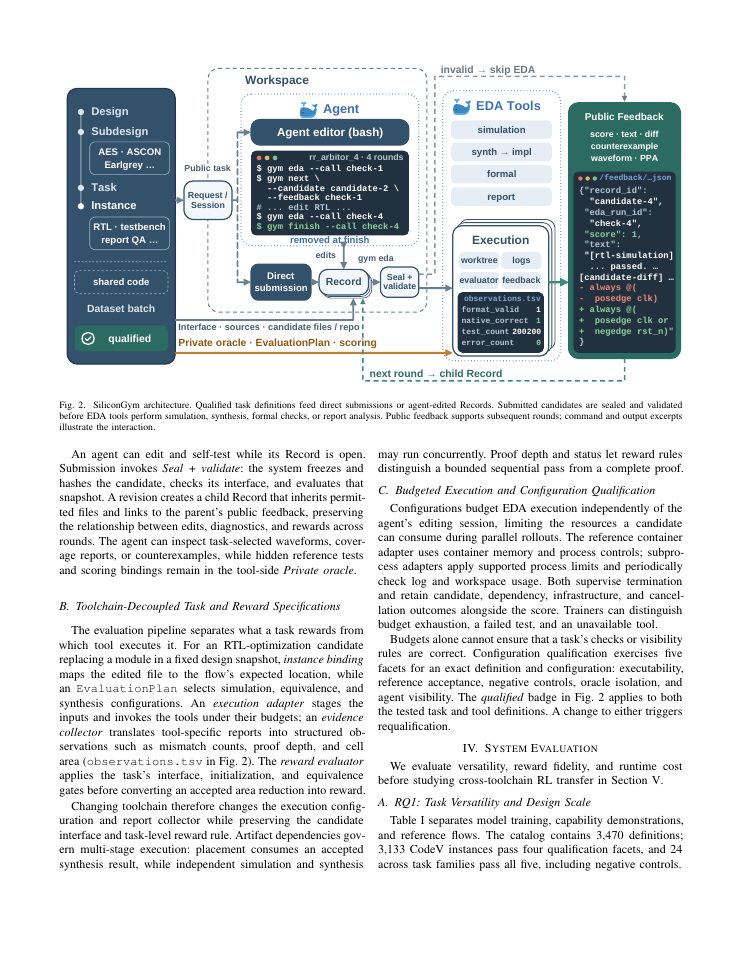 invalid → skip EDA
Workspace
Design
Subdesign
AES · ASCON
Earlgrey …
Task
Instance
RTL · testbench
report QA …
shared code
Dataset batch
qualified
Public task
Request /
Session
Agent
Agent editor (bash)
rr_arbitor_4 · 4 rounds
$ gym eda --call check-1
$ gym next \
--candidate candidate-2 \
--feedback check-1
# ... edit RTL ...
$ gym eda --call check-4
$ gym finish --call check-4
removed at finish
edits
gym eda
Direct
submission
Record
Seal +
validate
Interface · sources · candidate files / repo
Private oracle · EvaluationPlan · scoring
next round → child Record
EDA Tools
simulation
synth → impl
formal
report
Execution
worktree
logs
evaluator
feedback
observations.tsv
format_valid 1
native_correct 1
test_count 200200
error_count 0
Public Feedback
score · text · diff
counterexample
waveform · PPA
/feedback/….json
{"record_id":
"candidate-4",
"eda_run_id":
"check-4",
"score": 1,
"text":
"[rtl-simulation]
... passed. …
[candidate-diff] …
- always @(
- posedge clk)
+ always @(
+ posedge clk or
+ negedge rst_n)"
}
Fig. 2. SiliconGym architecture. Qualified task definitions feed direct submissions or agent-edited Records. Submitted candidates are sealed and validated
before EDA tools perform simulation, synthesis, formal checks, or report analysis. Public feedback supports subsequent rounds; command and output excerpts
illustrate the interaction.
An agent can edit and self-test while its Record is open.
Submission invokes Seal + validate: the system freezes and
hashes the candidate, checks its interface, and evaluates that
snapshot. A revision creates a child Record that inherits permit-
ted files and links to the parent's public feedback, preserving
the relationship between edits, diagnostics, and rewards across
rounds. The agent can inspect task-selected waveforms, cover-
age reports, or counterexamples, while hidden reference tests
and scoring bindings remain in the tool-side Private oracle.
B. Toolchain-Decoupled Task and Reward Specifications
The evaluation pipeline separates what a task rewards from
which tool executes it. For an RTL-optimization candidate
replacing a module in a fixed design snapshot, instance binding
maps the edited file to the flow's expected location, while
an EvaluationPlan selects simulation, equivalence, and
synthesis configurations. An execution adapter stages the
inputs and invokes the tools under their budgets; an evidence
collector translates tool-specific reports into structured ob-
servations such as mismatch counts, proof depth, and cell
area (observations.tsv in Fig. 2). The reward evaluator
applies the task's interface, initialization, and equivalence
gates before converting an accepted area reduction into reward.
Changing toolchain therefore changes the execution config-
uration and report collector while preserving the candidate
interface and task-level reward rule. Artifact dependencies gov-
ern multi-stage execution: placement consumes an accepted
synthesis result, while independent simulation and synthesis
may run concurrently. Proof depth and status let reward rules
distinguish a bounded sequential pass from a complete proof.
C. Budgeted Execution and Configuration Qualification
Configurations budget EDA execution independently of the
agent's editing session, limiting the resources a candidate
can consume during parallel rollouts. The reference container
adapter uses container memory and process controls; subpro-
cess adapters apply supported process limits and periodically
check log and workspace usage. Both supervise termination
and retain candidate, dependency, infrastructure, and cancel-
lation outcomes alongside the score. Trainers can distinguish
budget exhaustion, a failed test, and an unavailable tool.
Budgets alone cannot ensure that a task's checks or visibility
rules are correct. Configuration qualification exercises five
facets for an exact definition and configuration: executability,
reference acceptance, negative controls, oracle isolation, and
agent visibility. The qualified badge in Fig. 2 applies to both
the tested task and tool definitions. A change to either triggers
requalification.
IV. SYSTEM EVALUATION
We evaluate versatility, reward fidelity, and runtime cost
before studying cross-toolchain RL transfer in Section V.
A. RQ1: Task Versatility and Design Scale
Table I separates model training, capability demonstrations,
and reference flows. The catalog contains 3,470 definitions;
3,133 CodeV instances pass four qualification facets, and 24
across task families pass all five, including negative controls.